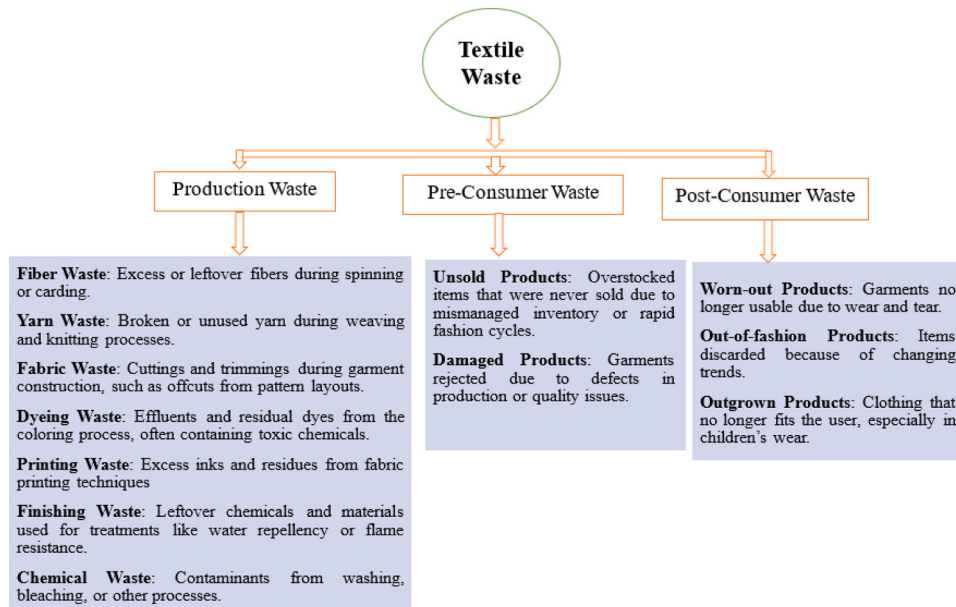 Textile
Waste
Production Waste
Pre-Consumer Waste
Post-Consumer Waste
Fiber Waste: Excess or leftover fibers during spinning
or carding.
Yarn Waste: Broken or unused yarn during weaving
and knitting processes.
Fabric Waste: Cuttings and trimmings during garment
construction, such as offcuts from pattern layouts.
Dyeing Waste: Effluents and residual dyes from the
coloring process, often containing toxic chemicals.
Printing Waste: Excess inks and residues from fabric
printing techniques
Finishing Waste: Leftover chemicals and materials
used for treatments like water repellency or flame
resistance.
Chemical Waste: Contaminants from washing,
bleaching, or other processes.
Unsold Products: Overstocked
items that were never sold due to
mismanaged inventory or rapid
fashion cycles.
Damaged Products: Garments
rejected due to defects in
production or quality issues.
Worn-out Products: Garments no
longer usable due to wear and tear.
Out-of-fashion Products: Items
discarded because of changing
trends.
Outgrown Products: Clothing that
no longer fits the user, especially in
children’s wear.